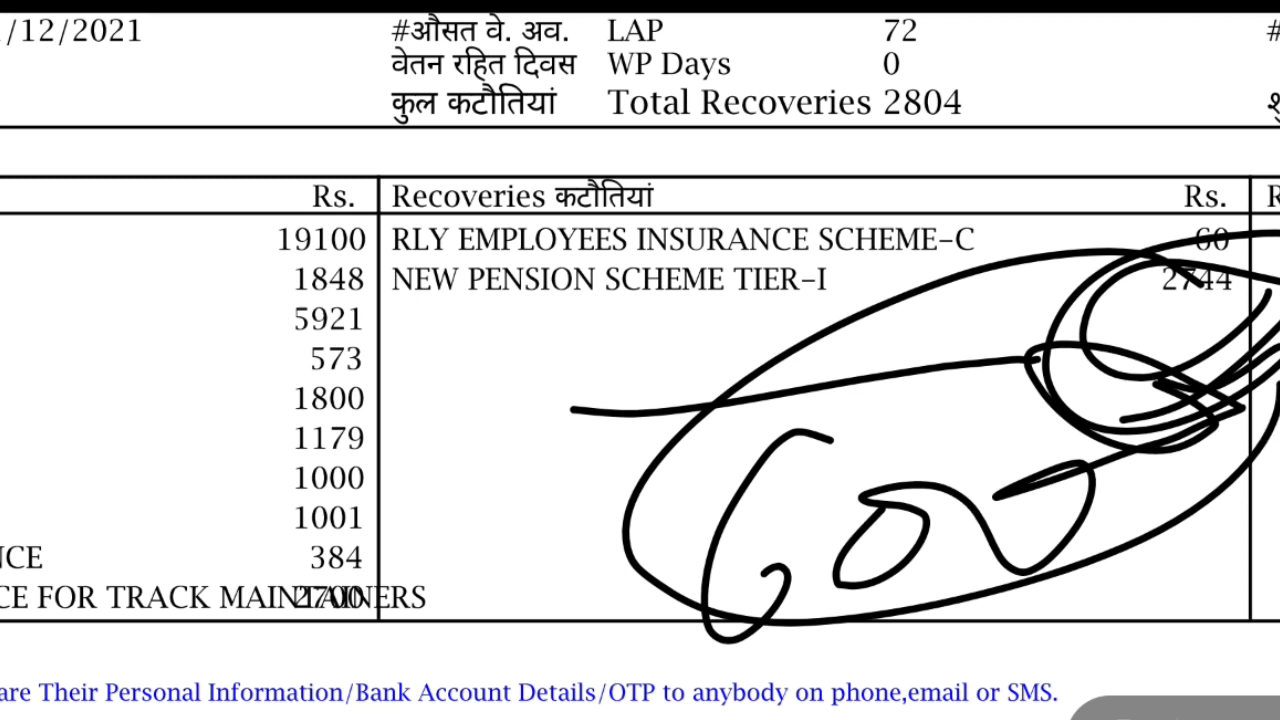 /12/2021 #औसत वे. अव. LAP 72 #
वेतन रहित दिवस WP Days 0
कुल कटौतियां Total Recoveries 2804
Rs. Recoveries कटौतियां Rs. R
19100 RLY EMPLOYEES INSURANCE SCHEME-C 60
1848 NEW PENSION SCHEME TIER-I 2744
5921
573
1800
1179
1000
1001
NCE 384
CE FOR TRACK MAINTAINERS 2700
are Their Personal Information/Bank Account Details/OTP to anybody on phone,email or SMS.